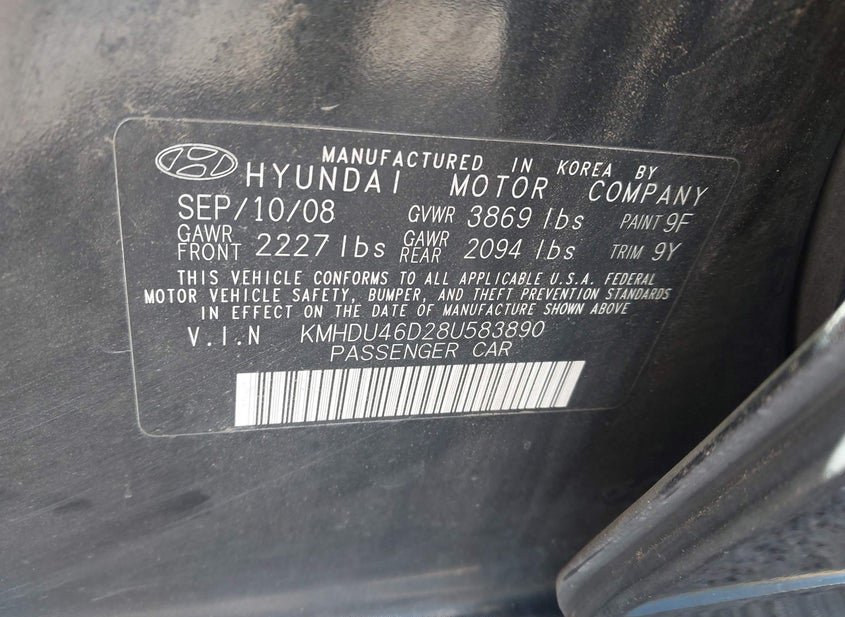 MANUFACTURED IN KOREA BY
HYUNDAI MOTOR COMPANY
SEP/10/08 GVWR 3869 lbs PAINT 9F
GAWR FRONT 2227 lbs GAWR REAR 2094 lbs TRIM 9Y
THIS VEHICLE CONFORMS TO ALL APPLICABLE U.S.A. FEDERAL
MOTOR VEHICLE SAFETY, BUMPER, AND THEFT PREVENTION STANDARDS
IN EFFECT ON THE DATE OF MANUFACTURE SHOWN ABOVE
V.I.N KMHDU46D28U583890
PASSENGER CAR